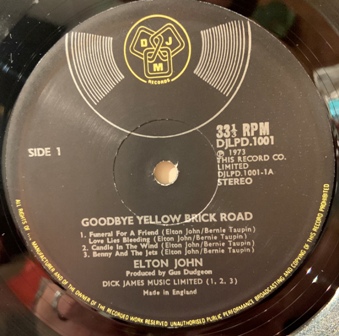 DJM
RECORDS
SIDE 1
33⅓ RPM
DJLPD.1001
Ⓟ 1973
THIS RECORD CO.
LIMITED
DJLPD.1001-1A
STEREO
GOODBYE YELLOW BRICK ROAD
1. Funeral For A Friend (Elton John/Bernie Taupin)
Love Lies Bleeding (Elton John/Bernie Taupin)
2. Candle In The Wind (Elton John/Bernie Taupin)
3. Benny And The Jets (Elton John/Bernie Taupin)
ELTON JOHN
Produced by Gus Dudgeon
DICK JAMES MUSIC LIMITED (1, 2, 3)
Made in England
ALL RIGHTS OF THE MANUFACTURER AND OF THE OWNER OF THE RECORDED WORK RESERVED UNAUTHORISED PUBLIC PERFORMANCE BROADCASTING AND COPYING OF THIS RECORD PROHIBITED